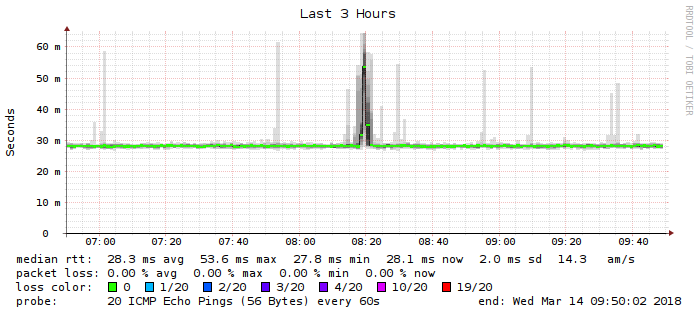 Last 3 Hours
RRDTOOL / TOBI OETIKER
Seconds
60 m
50 m
40 m
30 m
20 m
10 m
0
07:00 07:20 07:40 08:00 08:20 08:40 09:00 09:20 09:40
median rtt: 28.3 ms avg 53.6 ms max 27.8 ms min 28.1 ms now 2.0 ms sd 14.3 am/s
packet loss: 0.00 % avg 0.00 % max 0.00 % min 0.00 % now
loss color: 0 1/20 2/20 3/20 4/20 10/20 19/20
probe: 20 ICMP Echo Pings (56 Bytes) every 60s end: Wed Mar 14 09:50:02 2018